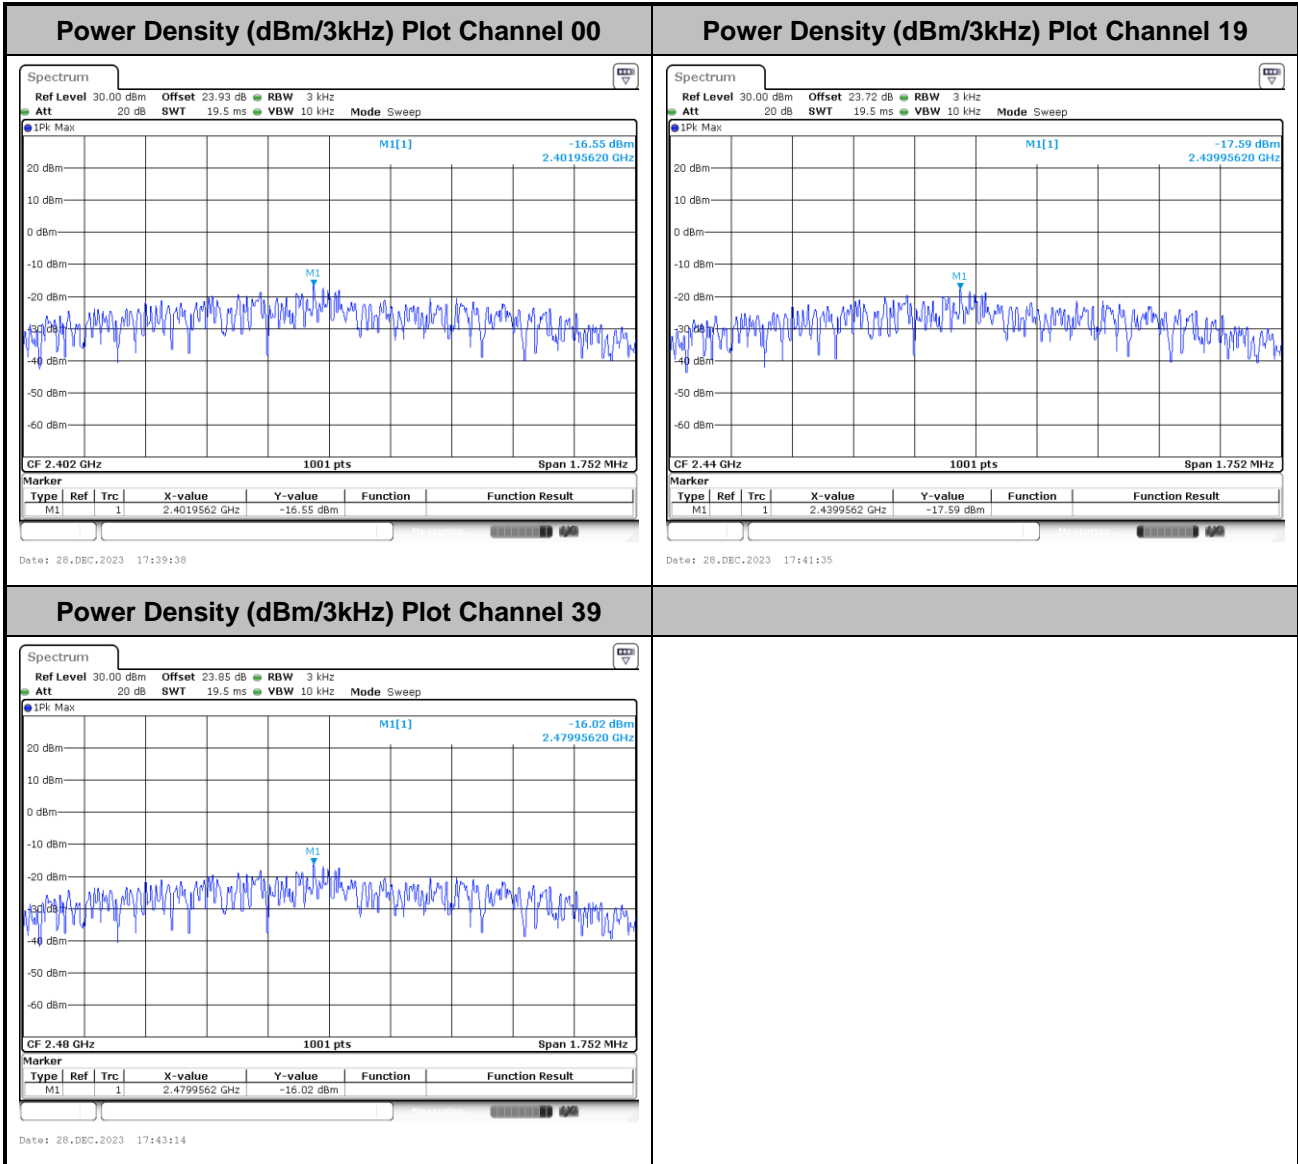 Power Density (dBm/3kHz) Plot Channel 00
Spectrum
Ref Level 30.00 dBm Offset 23.93 dB RBW 3 kHz
Att 20 dB SWT 19.5 ms VBW 10 kHz Mode Sweep
1Pk Max
M1[1] -16.55 dBm
2.40195620 GHz
20 dBm
10 dBm
0 dBm
-10 dBm
M1
-20 dBm
-30 dBm
-40 dBm
-50 dBm
-60 dBm
CF 2.402 GHz 1001 pts Span 1.752 MHz
Marker
Type Ref Trc X-value Y-value Function Function Result
M1 1 2.4019562 GHz -16.55 dBm
Date: 28.DEC.2023 17:39:38
Power Density (dBm/3kHz) Plot Channel 19
Spectrum
Ref Level 30.00 dBm Offset 23.72 dB RBW 3 kHz
Att 20 dB SWT 19.5 ms VBW 10 kHz Mode Sweep
1Pk Max
M1[1] -17.59 dBm
2.43995620 GHz
20 dBm
10 dBm
0 dBm
-10 dBm
M1
-20 dBm
-30 dBm
-40 dBm
-50 dBm
-60 dBm
CF 2.44 GHz 1001 pts Span 1.752 MHz
Marker
Type Ref Trc X-value Y-value Function Function Result
M1 1 2.4399562 GHz -17.59 dBm
Date: 28.DEC.2023 17:41:35
Power Density (dBm/3kHz) Plot Channel 39
Spectrum
Ref Level 30.00 dBm Offset 23.85 dB RBW 3 kHz
Att 20 dB SWT 19.5 ms VBW 10 kHz Mode Sweep
1Pk Max
M1[1] -16.02 dBm
2.47995620 GHz
20 dBm
10 dBm
0 dBm
-10 dBm
M1
-20 dBm
-30 dBm
-40 dBm
-50 dBm
-60 dBm
CF 2.48 GHz 1001 pts Span 1.752 MHz
Marker
Type Ref Trc X-value Y-value Function Function Result
M1 1 2.4799562 GHz -16.02 dBm
Date: 28.DEC.2023 17:43:14